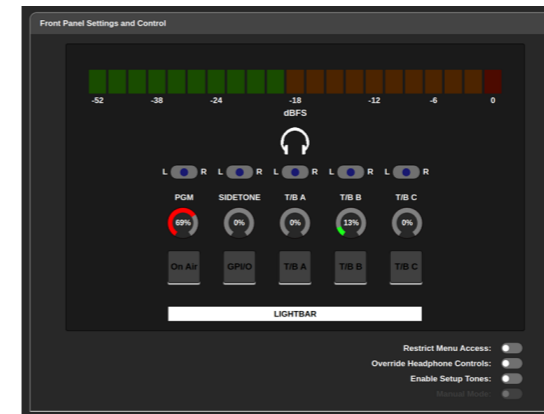 Front Panel Settings and Control
-52 -38 -24 -18 -12 -6 0
dBFS
L R L R L R L R L R
PGM SIDETONE T/B A T/B B T/B C
69% 0% 0% 13% 0%
On Air GPI/O T/B A T/B B T/B C
LIGHTBAR
Restrict Menu Access:
Override Headphone Controls:
Enable Setup Tones:
Manual Mode: